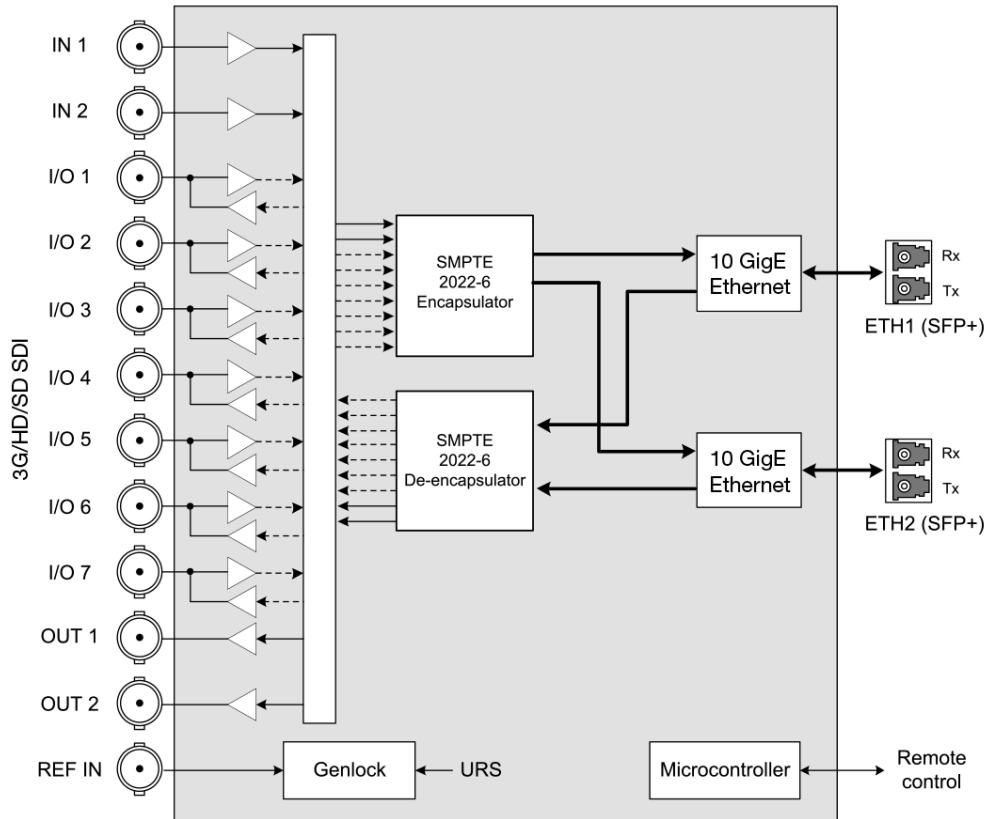 IN 1
IN 2
I/O 1
I/O 2
I/O 3
I/O 4
I/O 5
I/O 6
I/O 7
OUT 1
OUT 2
REF IN
3G/HD/SD SDI
SMPTE
2022-6
Encapsulator
SMPTE
2022-6
De-encapsulator
10 GigE
Ethernet
10 GigE
Ethernet
Rx
Tx
ETH1 (SFP+)
Rx
Tx
ETH2 (SFP+)
Genlock
URS
Microcontroller
Remote
control